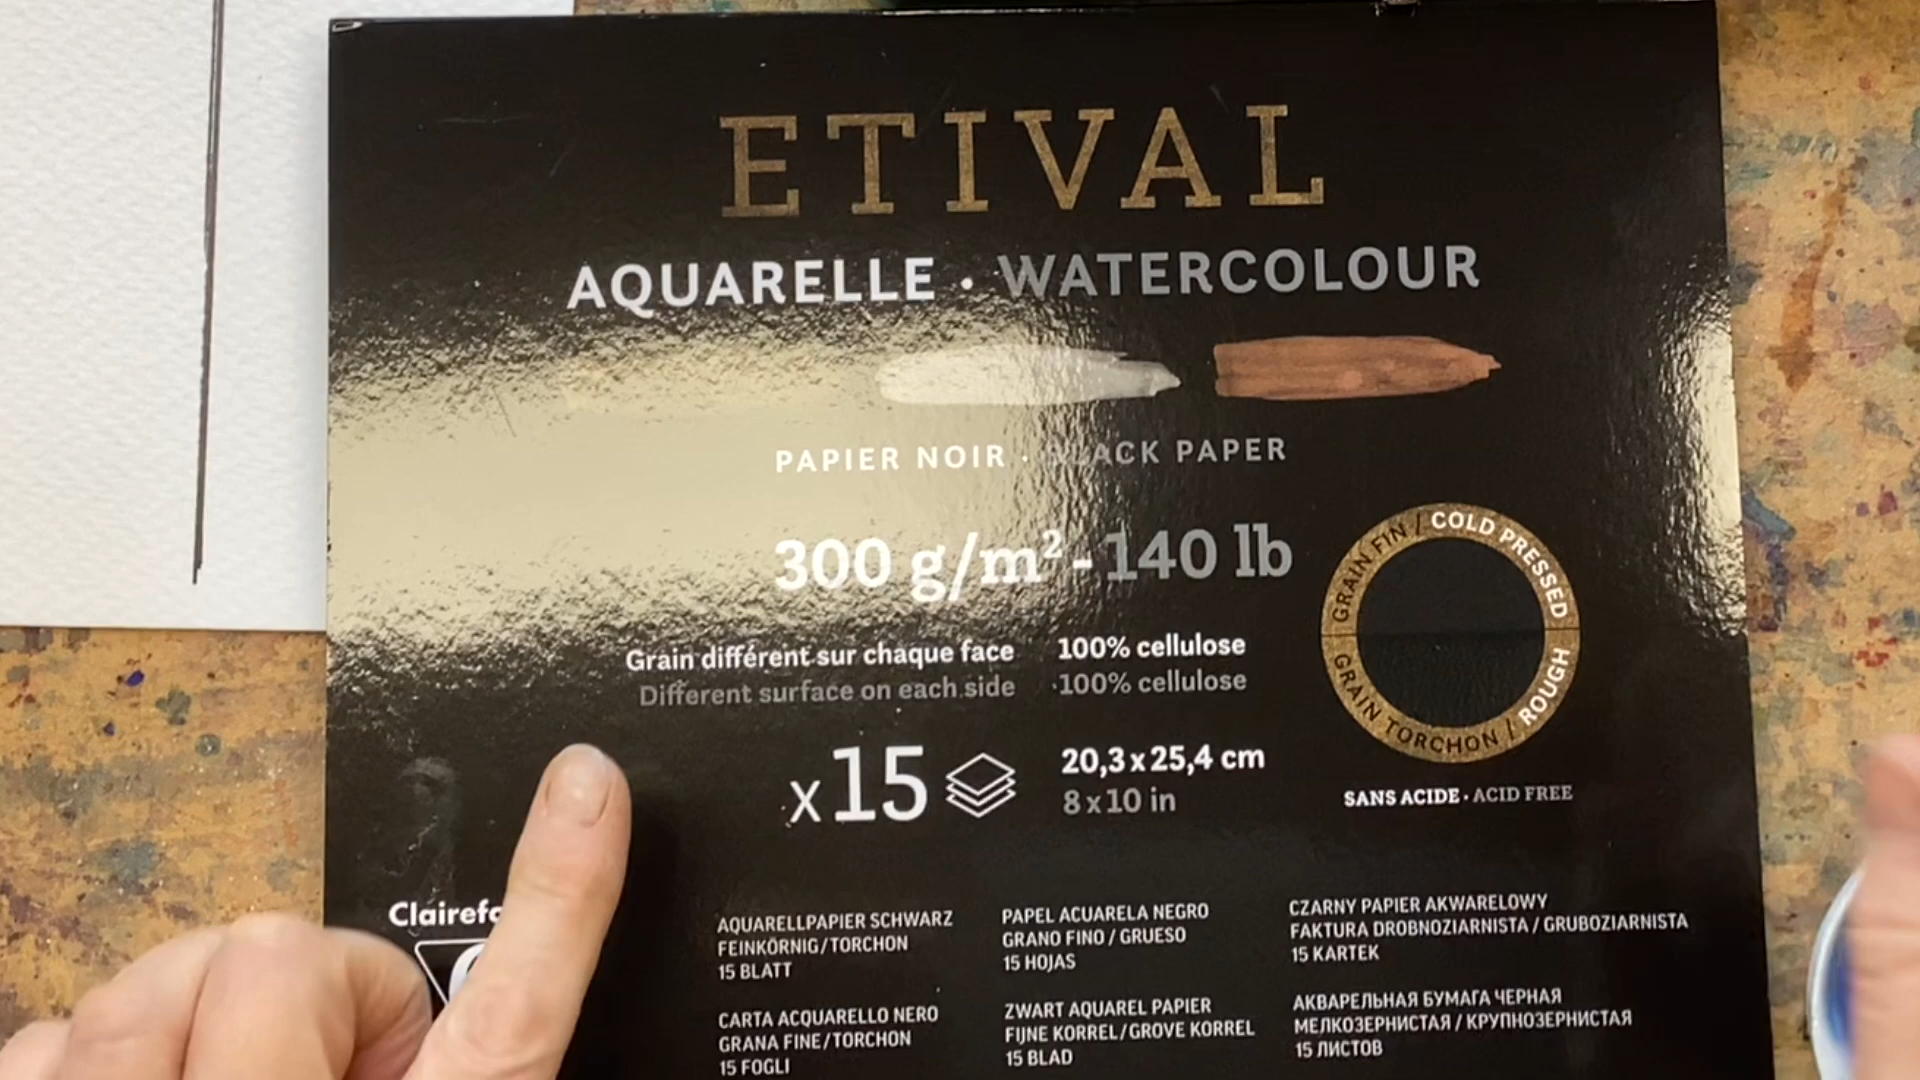 ETIVAL
AQUARELLE • WATERCOLOUR
PAPIER NOIR • BLACK PAPER
300 g/m² - 140 lb
GRAIN FIN / COLD PRESSED
GRAIN TORCHON / ROUGH
Grain différent sur chaque face
Different surface on each side
100% cellulose
100% cellulose
x15
20,3 x 25,4 cm
8 x 10 in
SANS ACIDE • ACID FREE
Clairefo
AQUARELLPAPIER SCHWARZ
FEINKÖRNIG / TORCHON
15 BLATT
PAPEL ACUARELA NEGRO
GRANO FINO / GRUESO
15 HOJAS
CZARNY PAPIER AKWARELOWY
FAKTURA DROBNOZIARNISTA / GRUBOZIARNISTA
15 KARTEK
CARTA ACQUARELLO NERO
GRANA FINE / TORCHON
15 FOGLI
ZWART AQUAREL PAPIER
FIJNE KORREL / GROVE KORREL
15 BLAD
АКВАРЕЛЬНАЯ БУМАГА ЧЕРНАЯ
МЕЛКОЗЕРНИСТАЯ / КРУПНОЗЕРНИСТАЯ
15 ЛИСТОВ